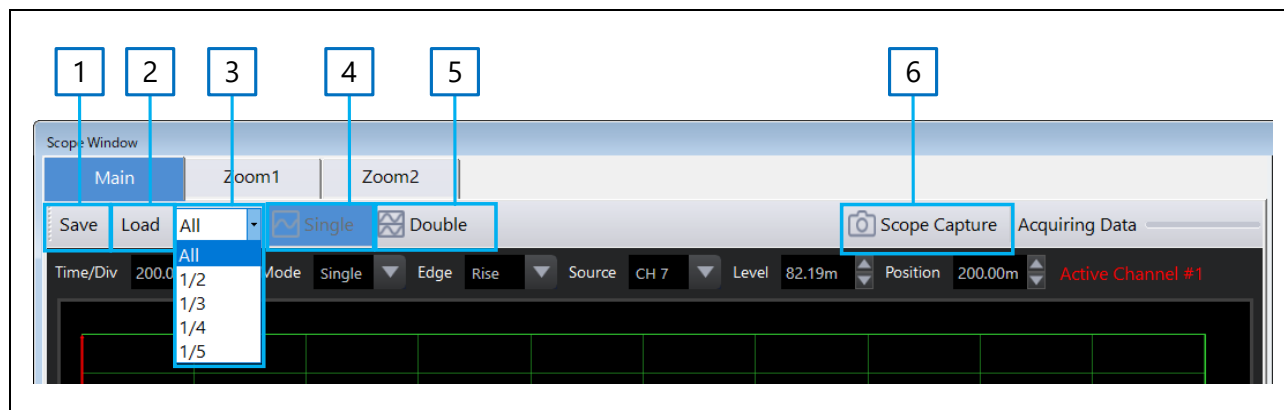 1 2 3 4 5 6
Scope Window
Main Zoom1 Zoom2
Save Load All Single Double Scope Capture Acquiring Data
All
Time/Div 200.0 Mode Single Edge Rise Source CH 7 Level 82.19m Position 200.00m Active Channel #1
1/2
1/3
1/4
1/5